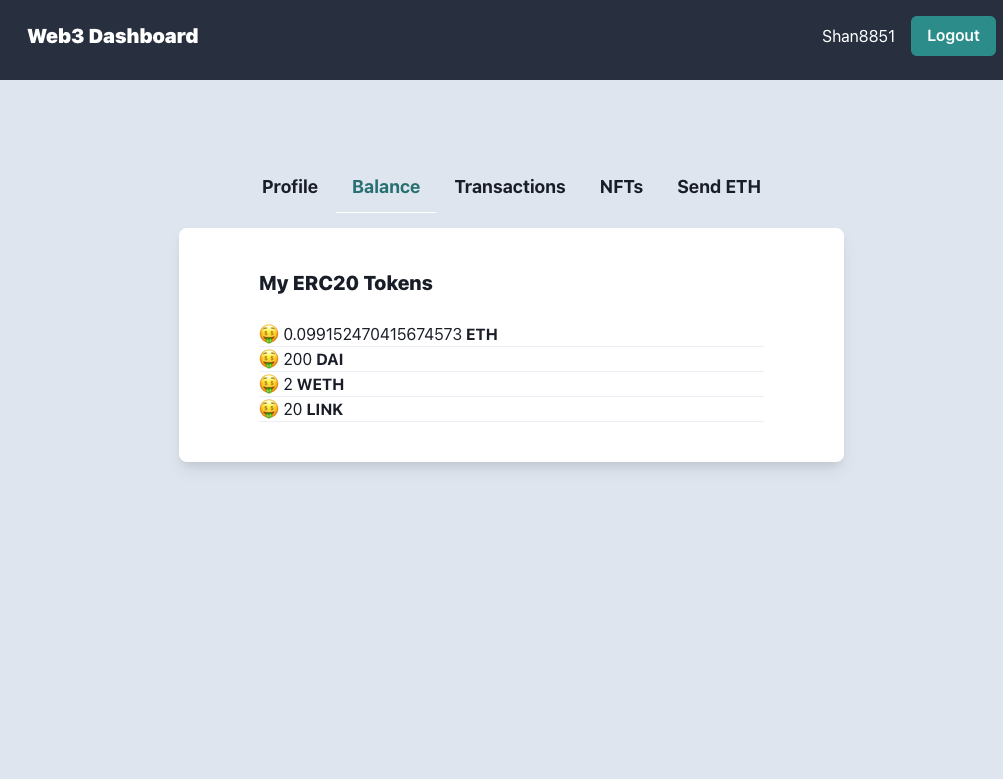 Web3 Dashboard
Shan8851 Logout
Profile Balance Transactions NFTs Send ETH
My ERC20 Tokens
🤑 0.099152470415674573 ETH
🤑 200 DAI
🤑 2 WETH
🤑 20 LINK